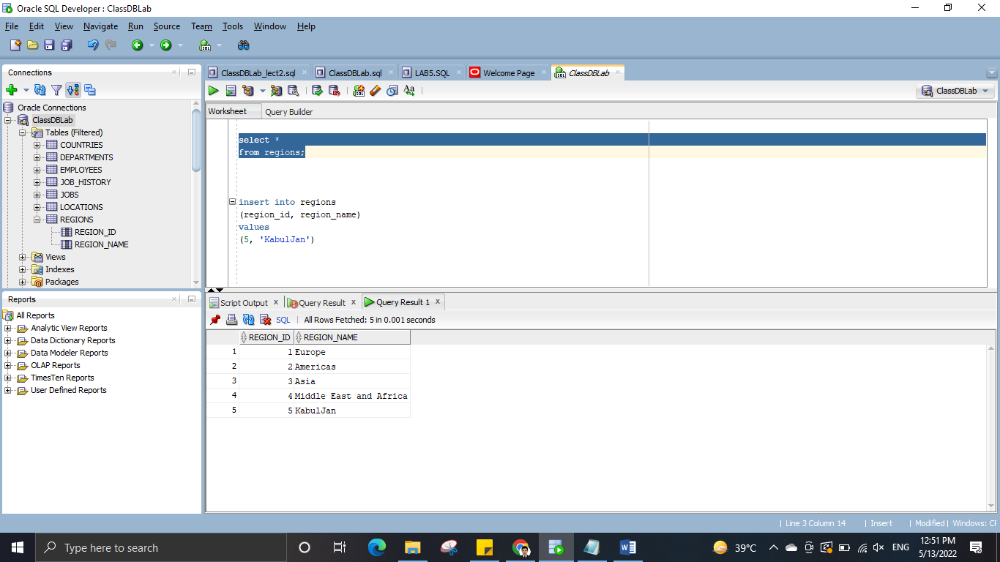 Oracle SQL Developer : ClassDBLab
File Edit View Navigate Run Source Team Tools Window Help
Connections
Oracle Connections
ClassDBLab
Tables (Filtered)
COUNTRIES
DEPARTMENTS
EMPLOYEES
JOB_HISTORY
JOBS
LOCATIONS
REGIONS
REGION_ID
REGION_NAME
Views
Indexes
Packages
Reports
All Reports
Analytic View Reports
Data Dictionary Reports
Data Modeler Reports
OLAP Reports
TimesTen Reports
User Defined Reports
ClassDBLab_lect2.sql ClassDBLab.sql LAB5.SQL Welcome Page ClassDBLab
ClassDBLab
Worksheet Query Builder
select *
from regions;
insert into regions
(region_id, region_name)
values
(5, 'KabulJan')
Script Output x Query Result x Query Result 1 x
SQL | All Rows Fetched: 5 in 0.001 seconds
REGION_ID REGION_NAME
1 1 Europe
2 2 Americas
3 3 Asia
4 4 Middle East and Africa
5 5 KabulJan
| Line 3 Column 14 | Insert | Modified | Windows: CF
Type here to search
39°C ENG
12:51 PM
5/13/2022